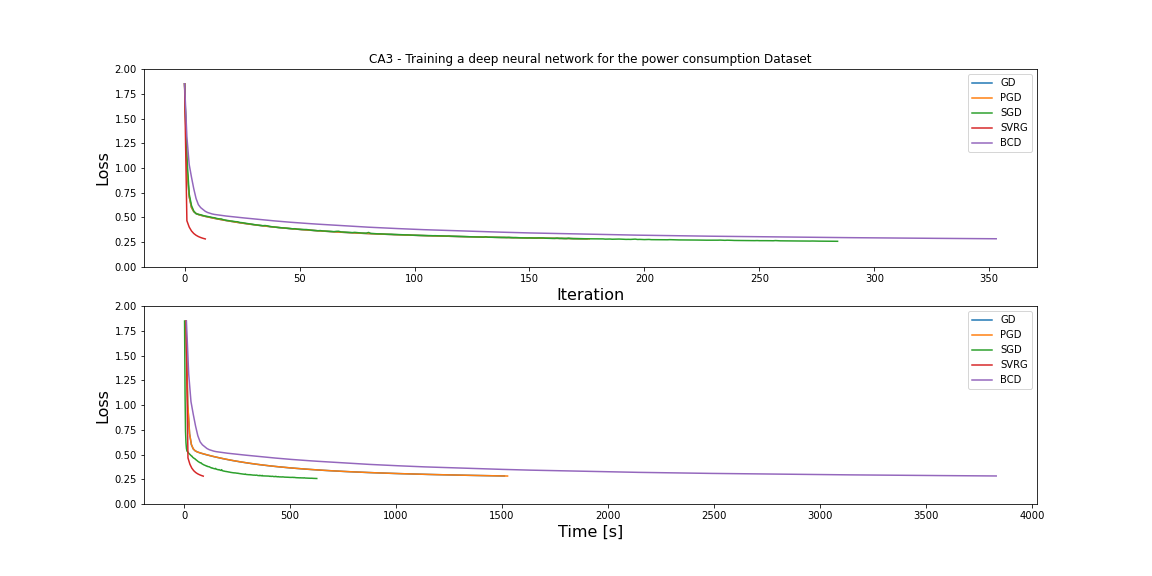 CA3 - Training a deep neural network for the power consumption Dataset
2.00
1.75
1.50
1.25
1.00
0.75
0.50
0.25
0.00
Loss
GD
PGD
SGD
SVRG
BCD
0 50 100 150 200 250 300 350
Iteration
2.00
1.75
1.50
1.25
1.00
0.75
0.50
0.25
0.00
Loss
GD
PGD
SGD
SVRG
BCD
0 500 1000 1500 2000 2500 3000 3500 4000
Time [s]